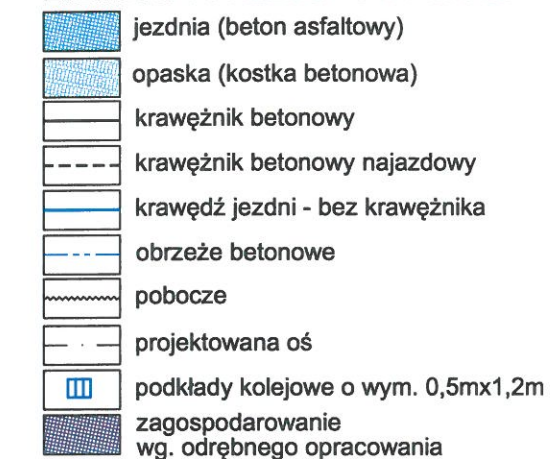 jezdnia (beton asfaltowy)
opaska (kostka betonowa)
krawężnik betonowy
krawężnik betonowy najazdowy
krawędź jezdni - bez krawężnika
obrzeże betonowe
pobocze
projektowana oś
podkłady kolejowe o wym. 0,5mx1,2m
zagospodarowanie
wg. odrębnego opracowania